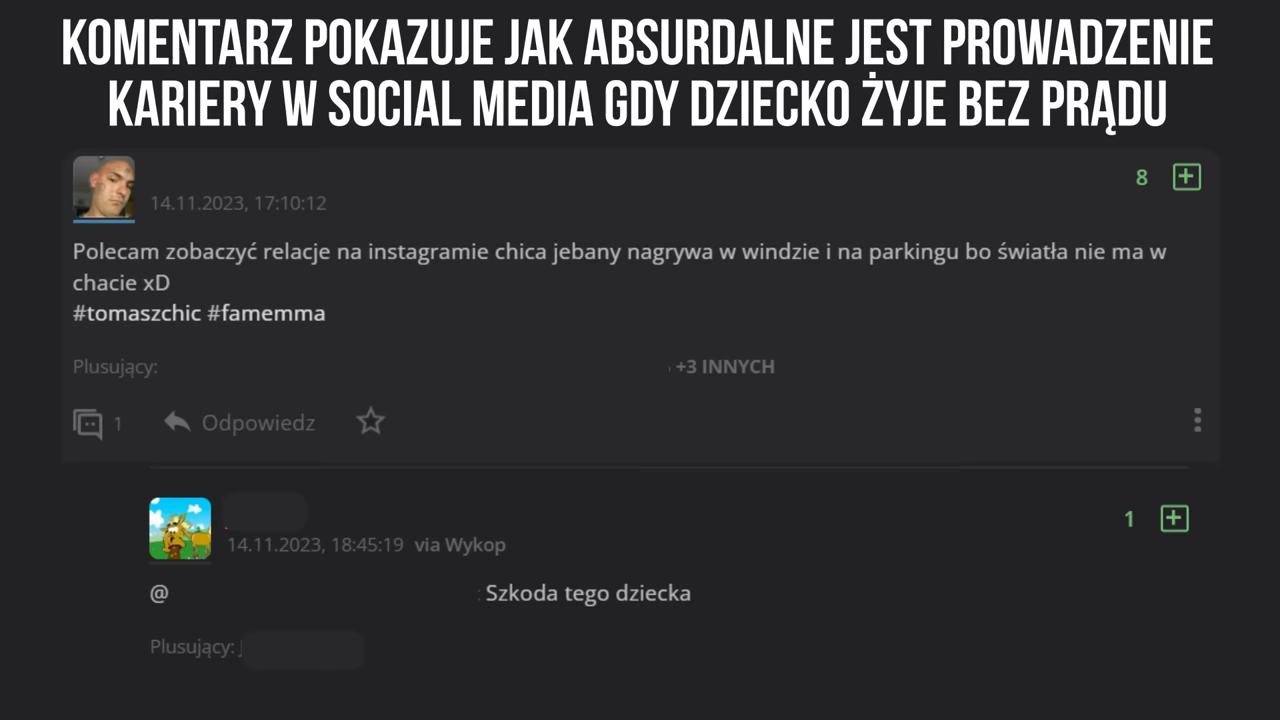 KOMENTARZ POKAZUJE JAK ABSURDALNE JEST PROWADZENIE
KARIERY W SOCIAL MEDIA GDY DZIECKO ŻYJE BEZ PRĄDU
8
14.11.2023, 17:10:12
Polecam zobaczyć relacje na instagramie chica jebany nagrywa w windzie i na parkingu bo światła nie ma w
chacie xD
#tomaszchic #famemma
Plusujący: +3 INNYCH
1 Odpowiedz
1
14.11.2023, 18:45:19 via Wykop
@ : Szkoda tego dziecka
Plusujący: J